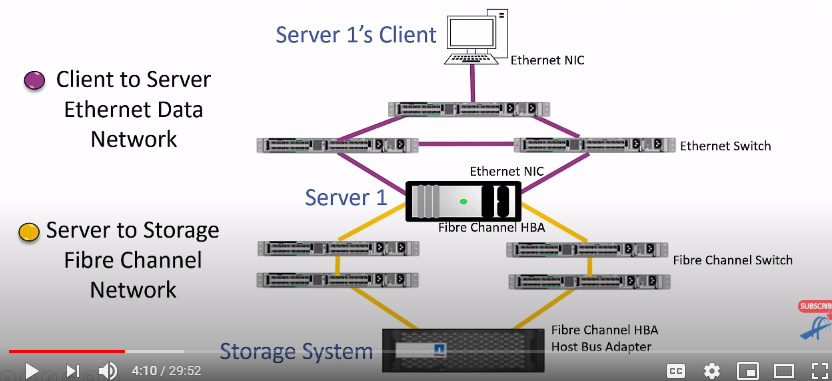 Server 1's Client
Ethernet NIC
Client to Server
Ethernet Data
Network
Ethernet Switch
Ethernet NIC
Server 1
Fibre Channel HBA
Server to Storage
Fibre Channel
Network
Fibre Channel Switch
SUBSCRIB
Storage System
Fibre Channel HBA
Host Bus Adapter
4:10 / 29:52
CC